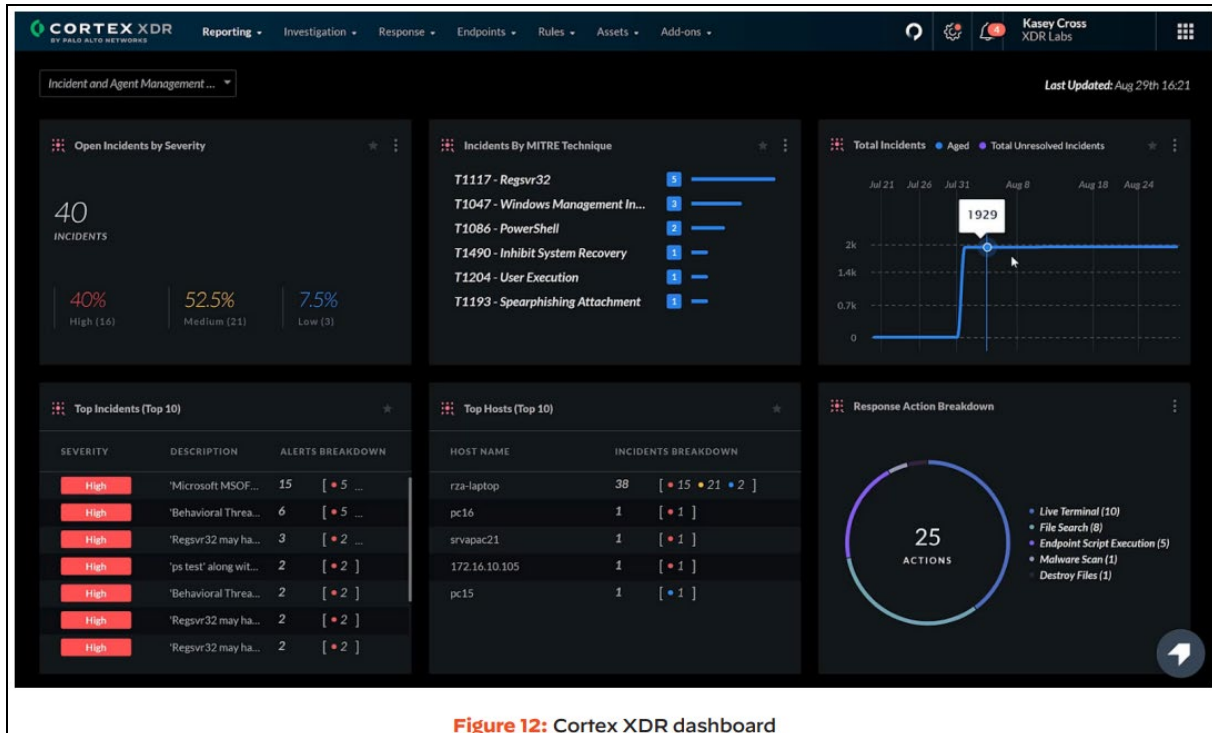 CORTEX XDR
BY PALO ALTO NETWORKS
Reporting
Investigation
Response
Endpoints
Rules
Assets
Add-ons
4
Kasey Cross
XDR Labs
Incident and Agent Management ...
Last Updated: Aug 29th 16:21
Open Incidents by Severity
40
INCIDENTS
40%
High (16)
52.5%
Medium (21)
7.5%
Low (3)
Incidents By MITRE Technique
T1117 - Regsvr32 5
T1047 - Windows Management In... 3
T1086 - PowerShell 2
T1490 - Inhibit System Recovery 1
T1204 - User Execution 1
T1193 - Spearphishing Attachment 1
Total Incidents Aged Total Unresolved Incidents
Jul 21 Jul 26 Jul 31 Aug 8 Aug 18 Aug 24
1929
2k
1.4k
0.7k
0
Top Incidents (Top 10)
SEVERITY DESCRIPTION ALERTS BREAKDOWN
High 'Microsoft MSOF... 15 [ • 5 ...
High 'Behavioral Threa... 6 [ • 5 ...
High 'Regsvr32 may ha... 3 [ • 2 ...
High 'ps test' along wit... 2 [ • 2 ]
High 'Behavioral Threa... 2 [ • 2 ]
High 'Regsvr32 may ha... 2 [ • 2 ]
High 'Regsvr32 may ha... 2 [ • 2 ]
Top Hosts (Top 10)
HOST NAME INCIDENTS BREAKDOWN
rza-laptop 38 [ • 15 • 21 • 2 ]
pc16 1 [ • 1 ]
srvapac21 1 [ • 1 ]
172.16.10.105 1 [ • 1 ]
pc15 1 [ • 1 ]
Response Action Breakdown
25
ACTIONS
Live Terminal (10)
File Search (8)
Endpoint Script Execution (5)
Malware Scan (1)
Destroy Files (1)
Figure 12: Cortex XDR dashboard